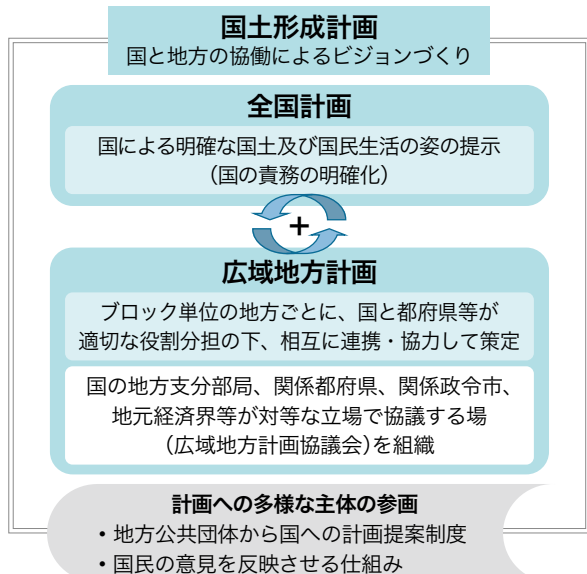 国土形成計画
国と地方の協働によるビジョンづくり
全国計画
国による明確な国土及び国民生活の姿の提示
（国の責務の明確化）
+
広域地方計画
ブロック単位の地方ごとに、国と都府県等が
適切な役割分担の下、相互に連携・協力して策定
国の地方支分部局、関係都府県、関係政令市、
地元経済界等が対等な立場で協議する場
（広域地方計画協議会）を組織
計画への多様な主体の参画
・地方公共団体から国への計画提案制度
・国民の意見を反映させる仕組み